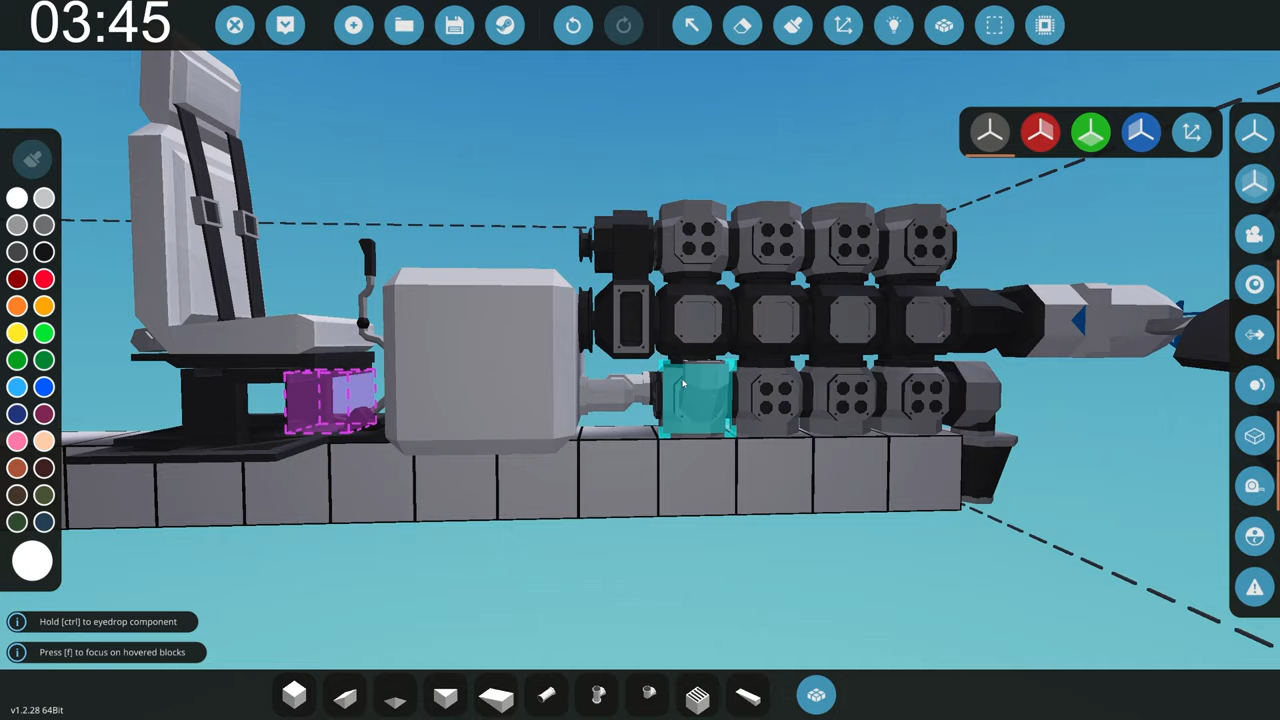 03:45
Hold [ctrl] to eyedrop component
Press [f] to focus on hovered blocks
v1.2.28 64Bit